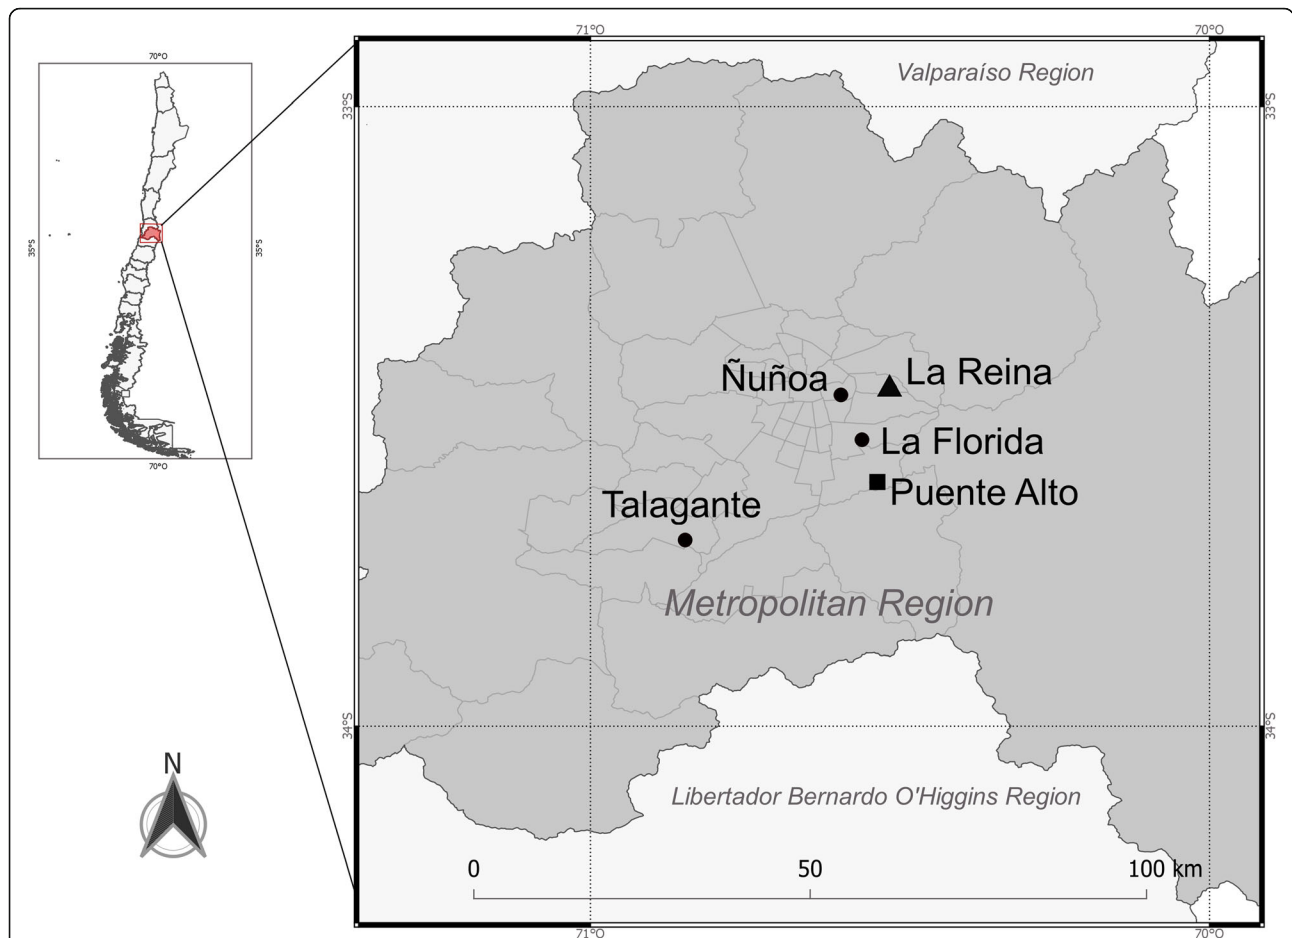 70°O
35°S
35°S
70°O
N
71°O
70°O
33°S
33°S
Valparaíso Region
Ñuñoa
La Reina
La Florida
Puente Alto
Talagante
Metropolitan Region
34°S
34°S
Libertador Bernardo O'Higgins Region
0 50 100 km
71°O
70°O